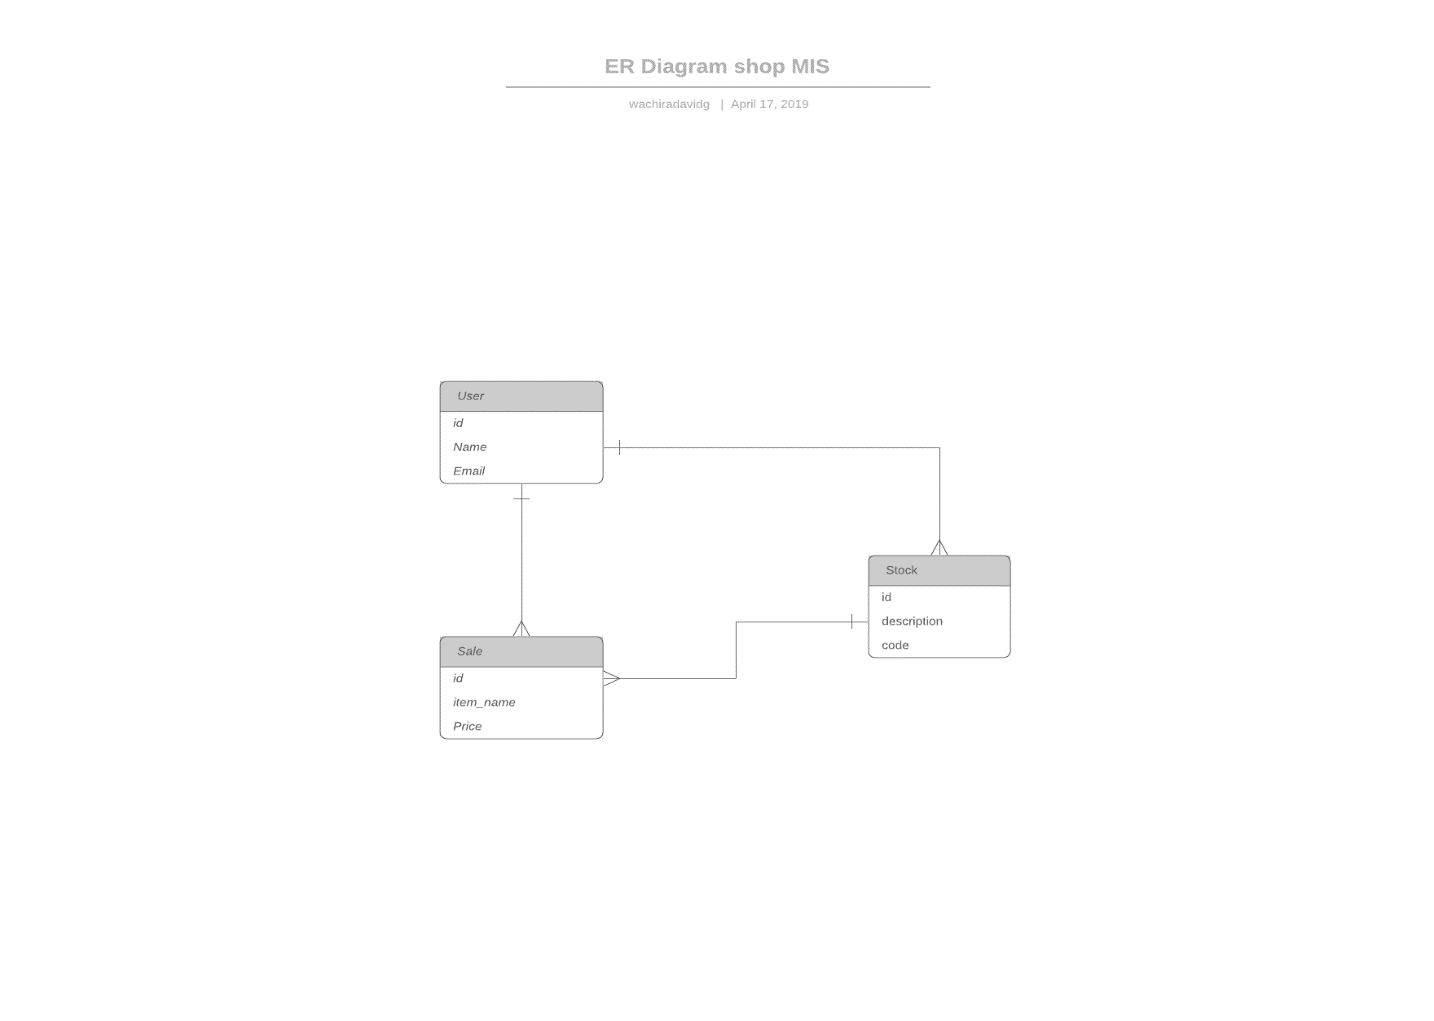 ER Diagram shop MIS
wachiradavidg | April 17, 2019
User
id
Name
Email
Stock
id
description
code
Sale
id
item_name
Price